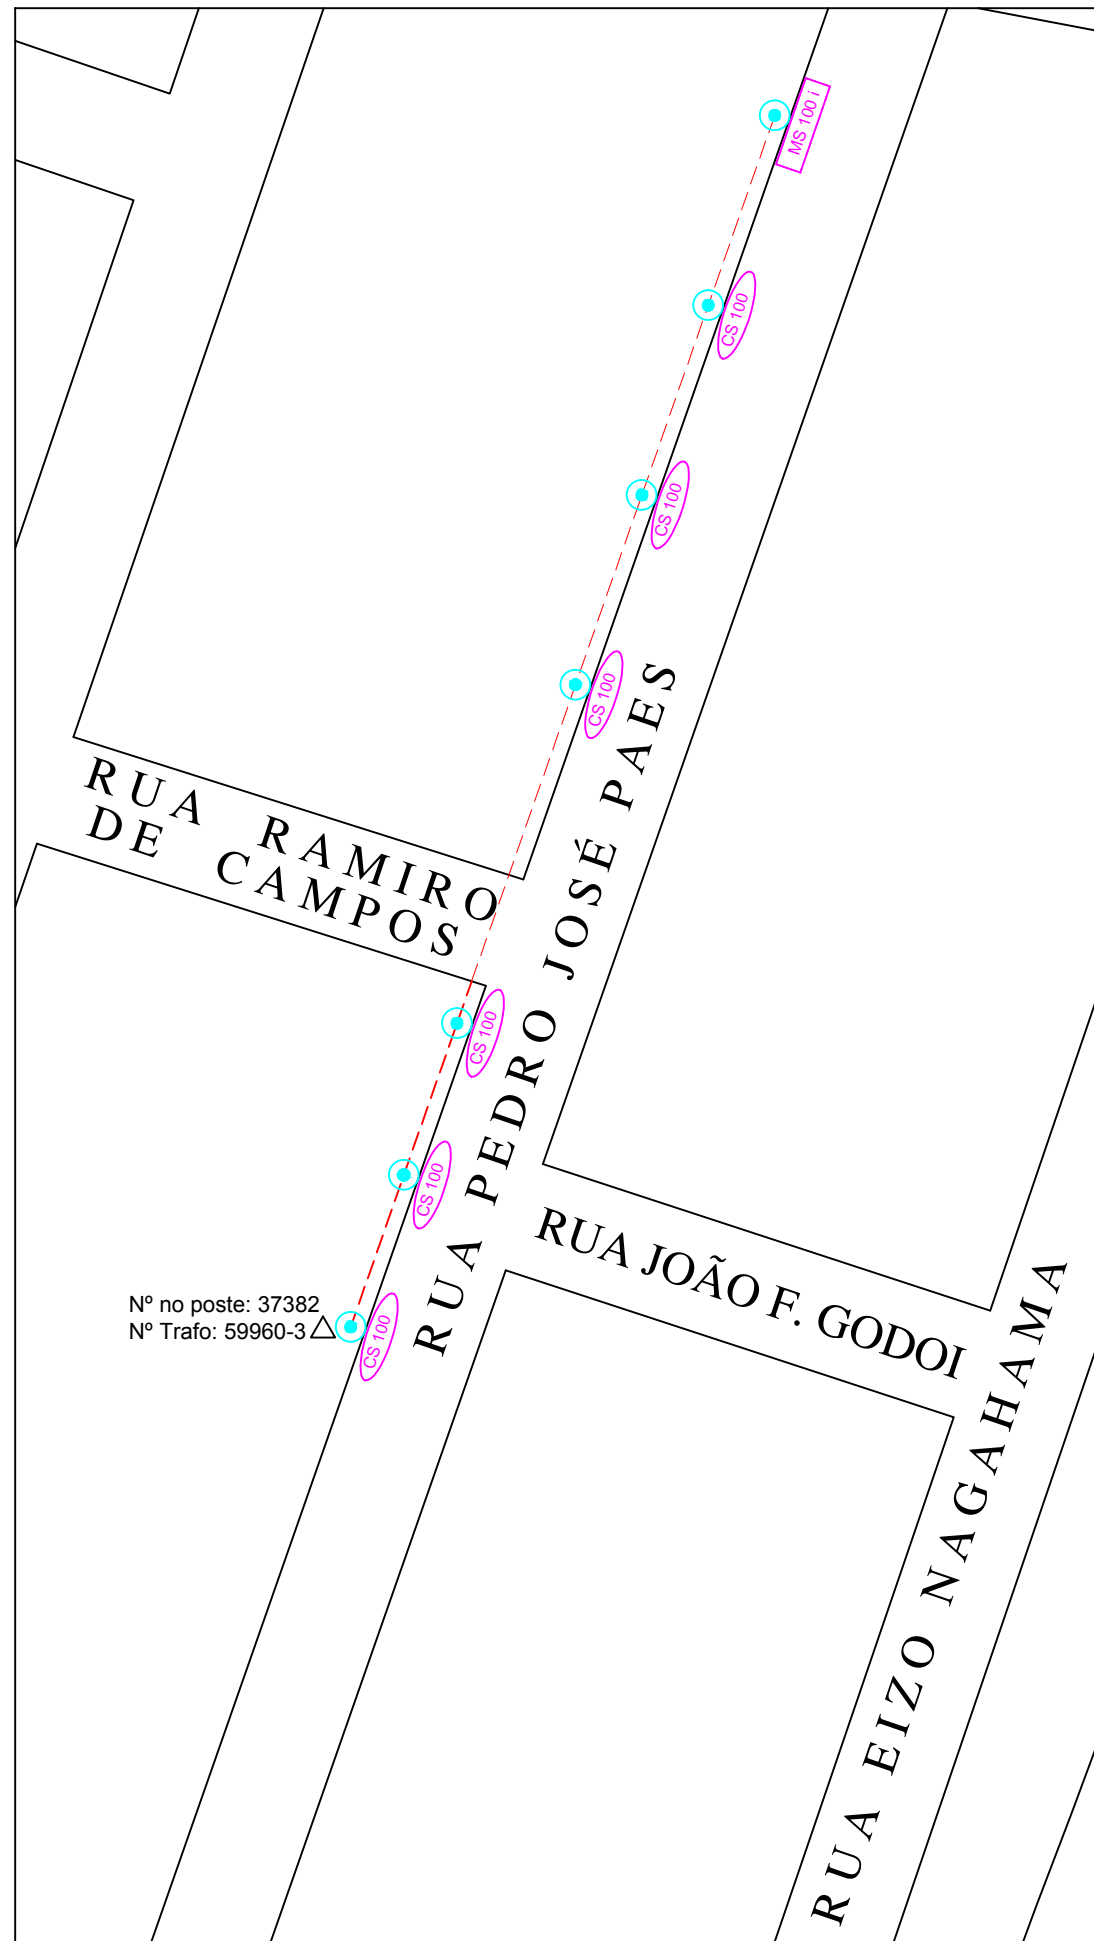 MS 100 i
CS 100
CS 100
CS 100
RUA RAMIRO
DE CAMPOS
RUA PEDRO JOSÉ PAES
CS 100
CS 100
RUA JOÃO F. GODOI
Nº no poste: 37382
Nº Trafo: 59960-3
CS 100
RUA EIZO NAGAHAMA